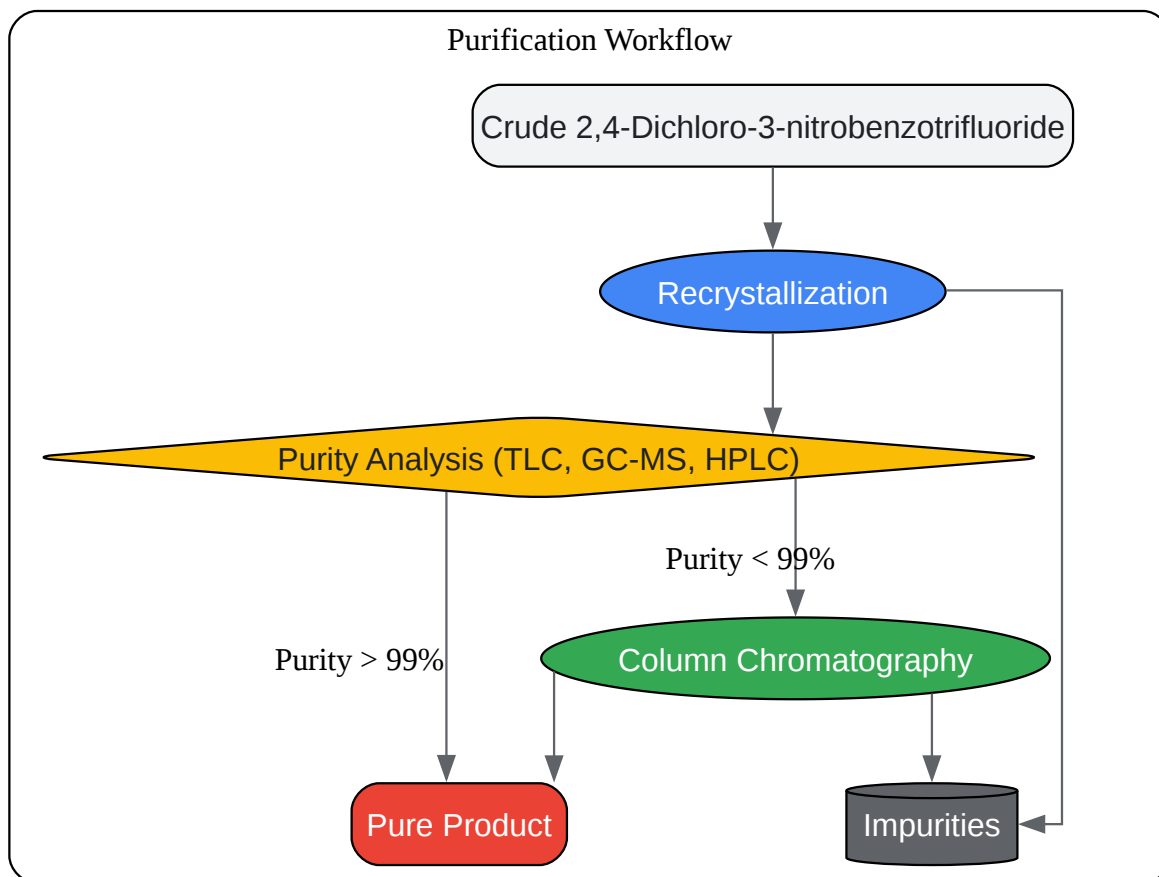 Purification Workflow
Crude 2,4-Dichloro-3-nitrobenzotrifluoride
Recrystallization
Purity Analysis (TLC, GC-MS, HPLC)
Purity < 99%
Purity > 99%
Column Chromatography
Pure Product
Impurities